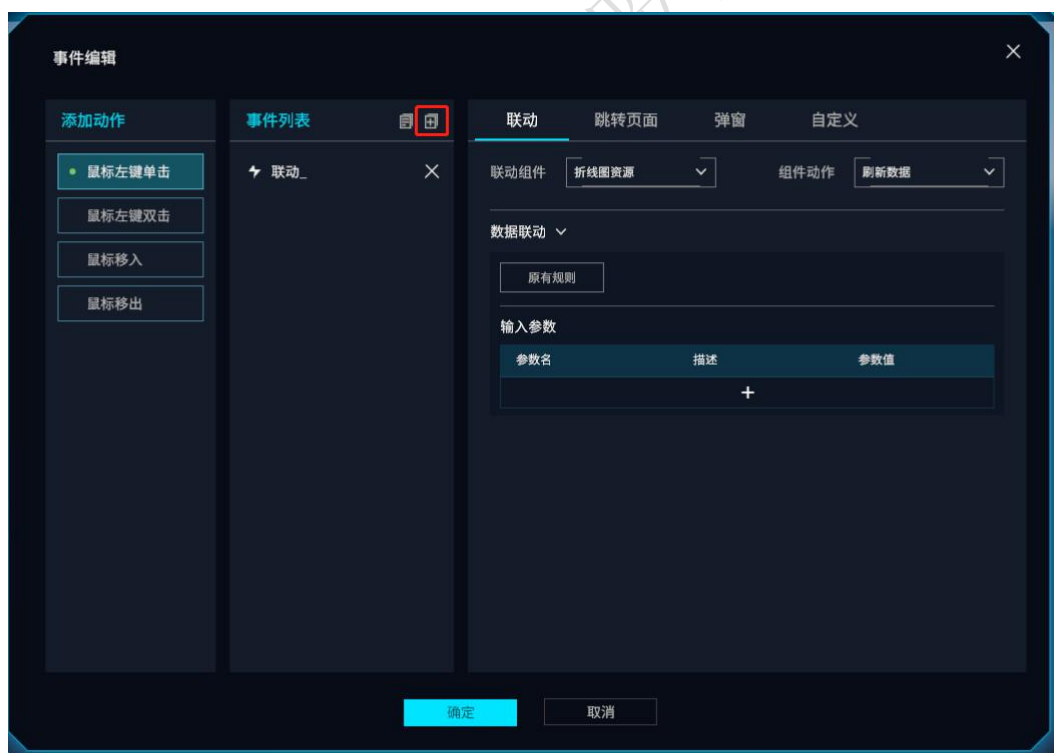 事件编辑
添加动作
鼠标左键单击
鼠标左键双击
鼠标移入
鼠标移出
事件列表
联动_
联动 跳转页面 弹窗 自定义
联动组件 折线图资源 组件动作 刷新数据
数据联动
原有规则
输入参数
参数名 描述 参数值
确定 取消